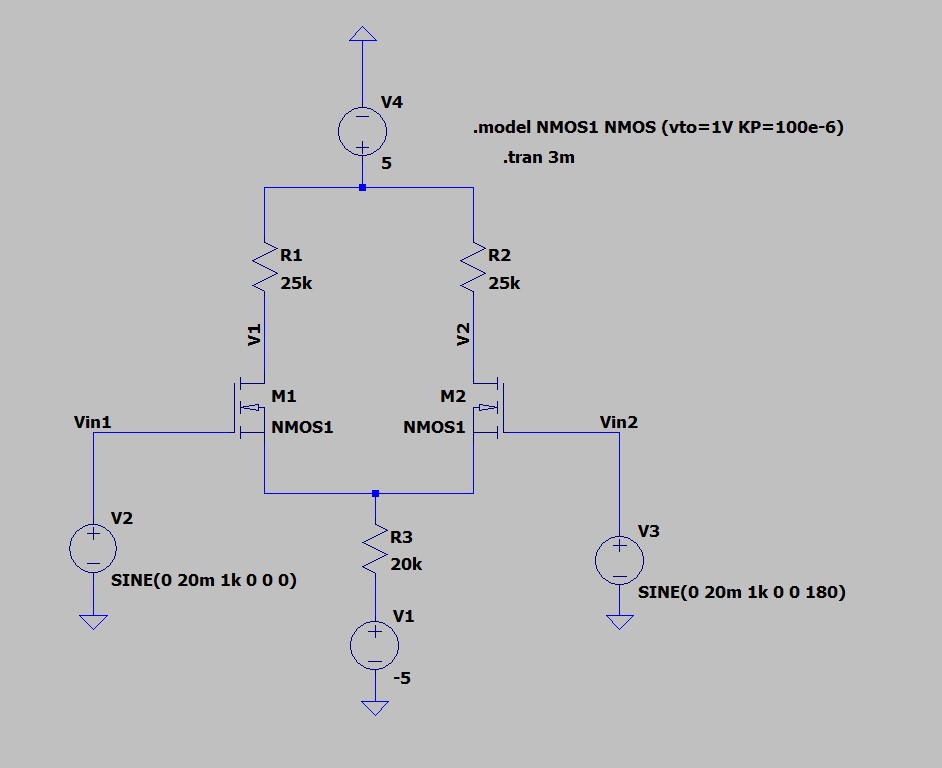 V4
5
.model NMOS1 NMOS (vto=1V KP=100e-6)
.tran 3m
R1
25k
R2
25k
V1
V2
M1
NMOS1
M2
NMOS1
Vin1
Vin2
V2
SINE(0 20m 1k 0 0 0)
R3
20k
V3
SINE(0 20m 1k 0 0 180)
V1
-5